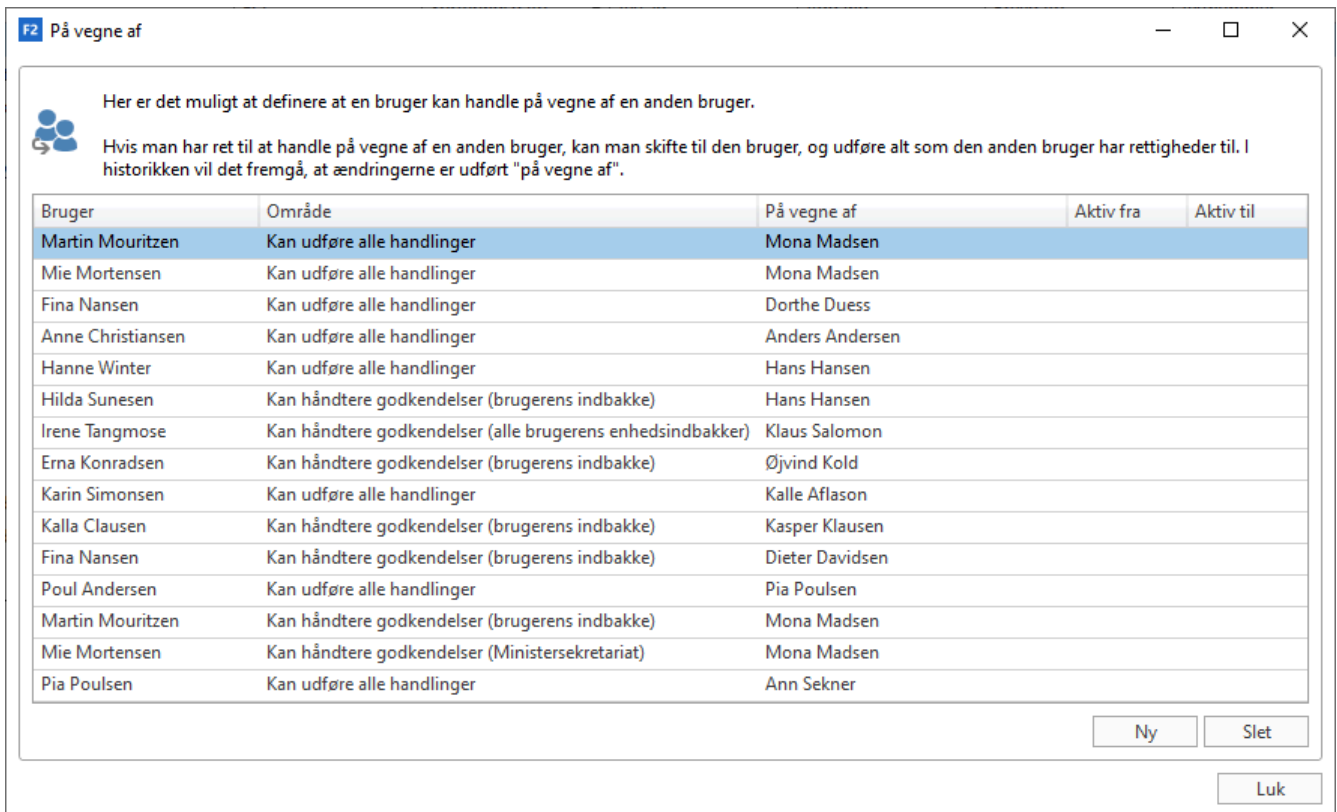 F2 På vegne af
Her er det muligt at definere at en bruger kan handle på vegne af en anden bruger.
Hvis man har ret til at handle på vegne af en anden bruger, kan man skifte til den bruger, og udføre alt som den anden bruger har rettigheder til. I
historikken vil det fremgå, at ændringerne er udført "på vegne af".
Bruger Område På vegne af Aktiv fra Aktiv til
Martin Mouritzen Kan udføre alle handlinger Mona Madsen
Mie Mortensen Kan udføre alle handlinger Mona Madsen
Fina Nansen Kan udføre alle handlinger Dorthe Duess
Anne Christiansen Kan udføre alle handlinger Anders Andersen
Hanne Winter Kan udføre alle handlinger Hans Hansen
Hilda Sunesen Kan håndtere godkendelser (brugerens indbakke) Hans Hansen
Irene Tangmose Kan håndtere godkendelser (alle brugerens enhedsindbakker) Klaus Salomon
Erna Konradsen Kan håndtere godkendelser (brugerens indbakke) Øjvind Kold
Karin Simonsen Kan udføre alle handlinger Kalle Aflason
Kalla Clausen Kan håndtere godkendelser (brugerens indbakke) Kasper Klausen
Fina Nansen Kan håndtere godkendelser (brugerens indbakke) Dieter Davidsen
Poul Andersen Kan udføre alle handlinger Pia Poulsen
Martin Mouritzen Kan håndtere godkendelser (brugerens indbakke) Mona Madsen
Mie Mortensen Kan håndtere godkendelser (Ministersekretariat) Mona Madsen
Pia Poulsen Kan udføre alle handlinger Ann Sekner
Ny Slet
Luk